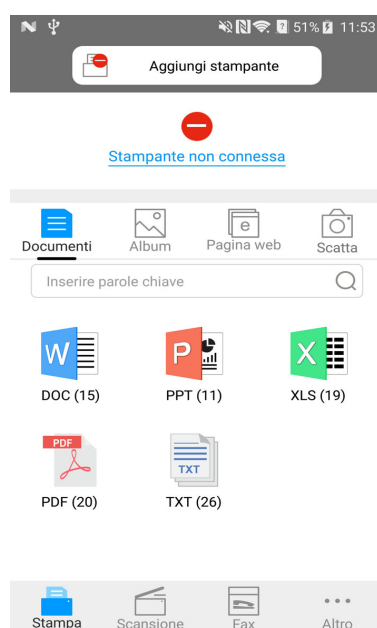 51% 11:53
Aggiungi stampante
Stampante non connessa
Documenti Album Pagina web Scatta
Inserire parole chiave
W P X
DOC (15) PPT (11) XLS (19)
PDF TXT
PDF (20) TXT (26)
Stampa Scansione Fax Altro